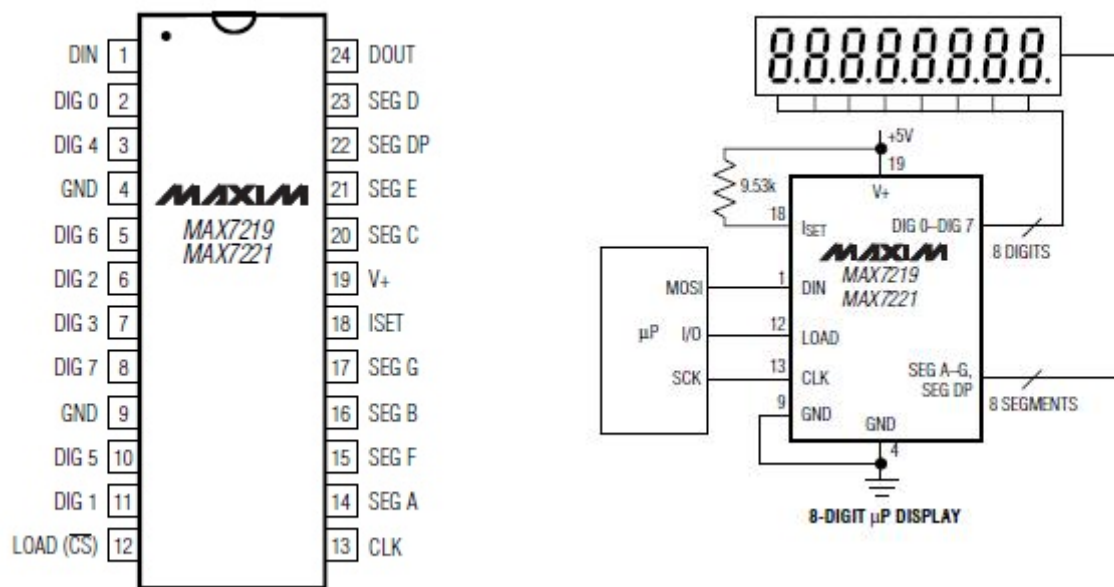 DIN 1
DIG 0 2
DIG 4 3
GND 4
DIG 6 5
DIG 2 6
DIG 3 7
DIG 7 8
GND 9
DIG 5 10
DIG 1 11
LOAD (C̅S̅) 12
MAXIM
MAX7219
MAX7221
24 DOUT
23 SEG D
22 SEG DP
21 SEG E
20 SEG C
19 V+
18 ISET
17 SEG G
16 SEG B
15 SEG F
14 SEG A
13 CLK
8.8.8.8.8.8.8.8.
+5V
9.53k
19
V+
18
ISET
DIG 0–DIG 7
8 DIGITS
MAXIM
MAX7219
MAX7221
µP
MOSI
1
DIN
I/O
12
LOAD
SCK
13
CLK
SEG A–G,
SEG DP
8 SEGMENTS
9
GND
GND
4
8-DIGIT µP DISPLAY